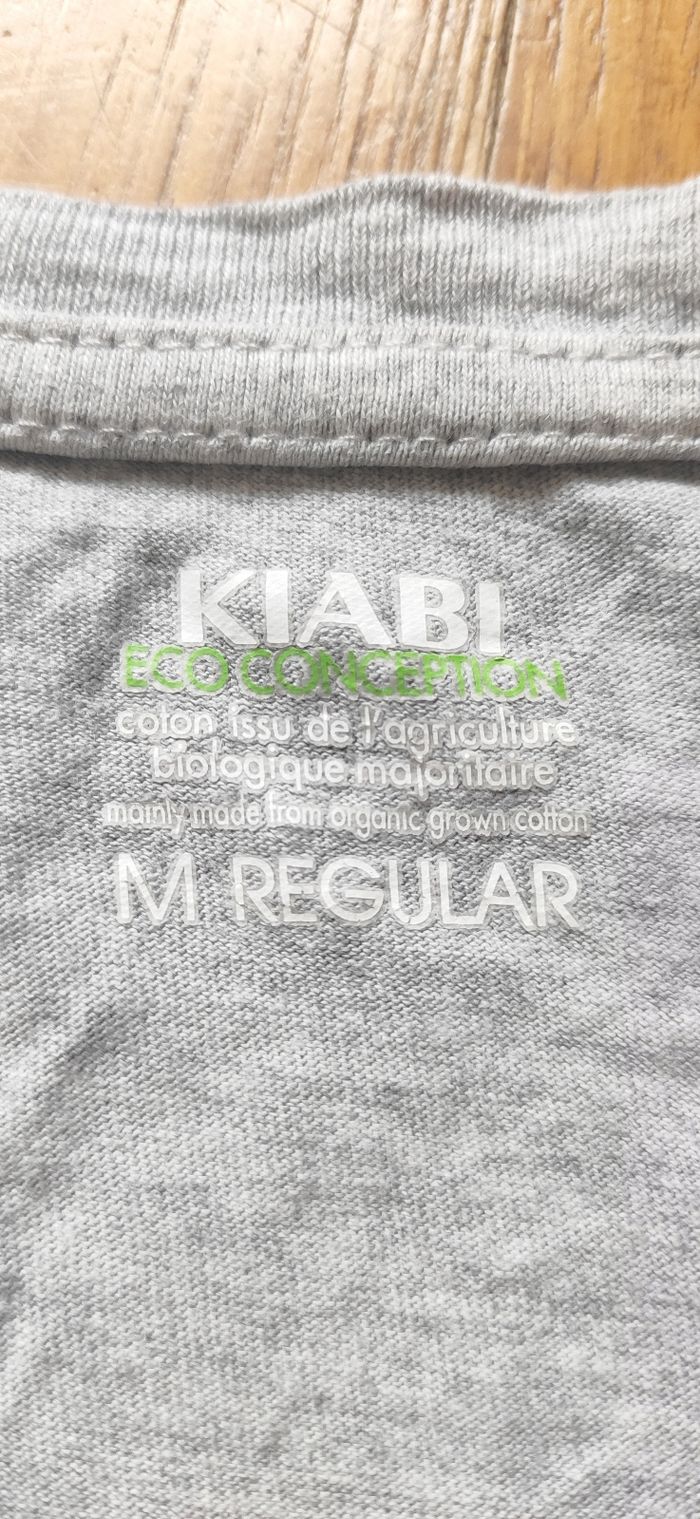 KIABI
ECO CONCEPTION
coton issu de l'agriculture
biologique majoritaire
mainly made from organic grown cotton
M REGULAR